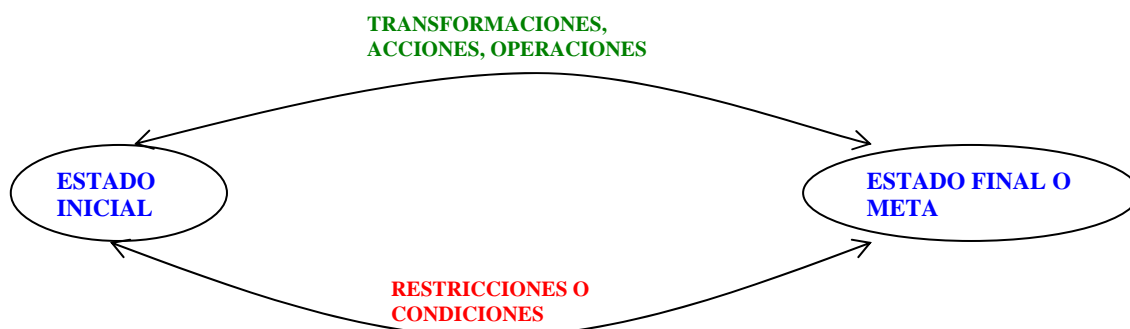 TRANSFORMACIONES,
ACCIONES, OPERACIONES
ESTADO
INICIAL
ESTADO FINAL O
META
RESTRICCIONES O
CONDICIONES